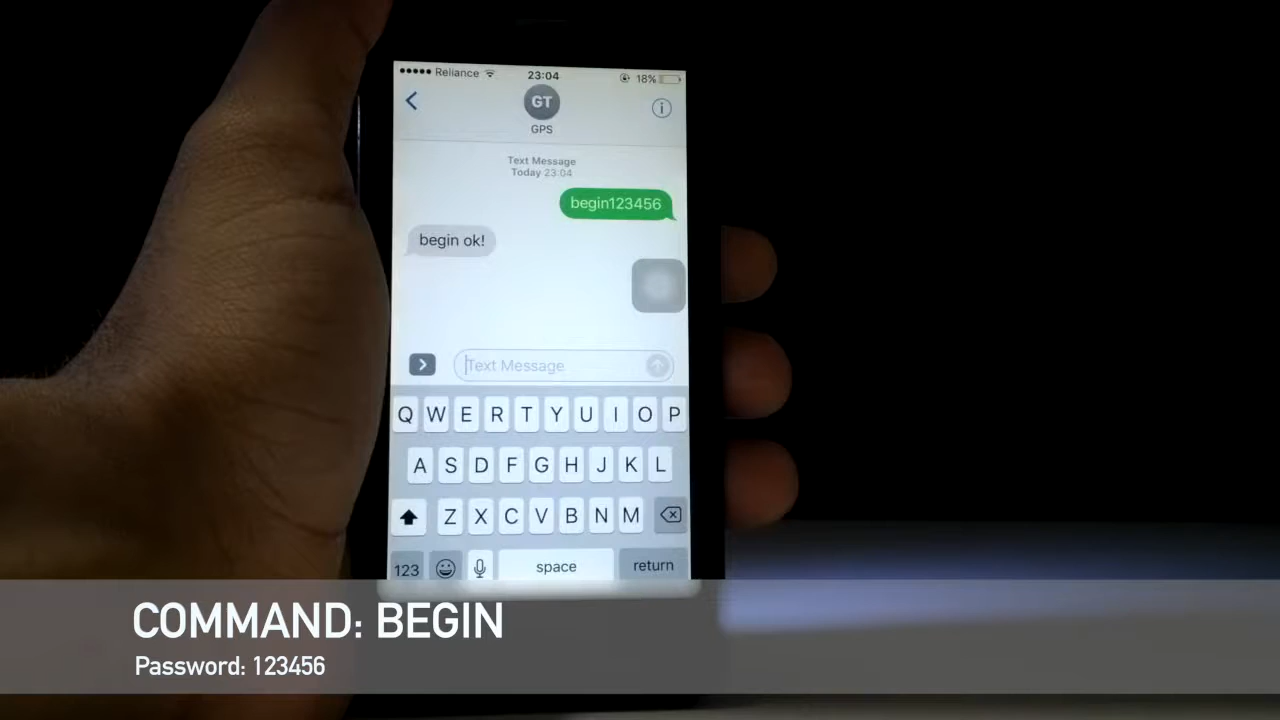 ●●●●● Reliance 23:04 18%
GT
GPS
Text Message
Today 23:04
begin123456
begin ok!
Text Message
Q W E R T Y U I O P
A S D F G H J K L
Z X C V B N M
123 space return
COMMAND: BEGIN
Password: 123456